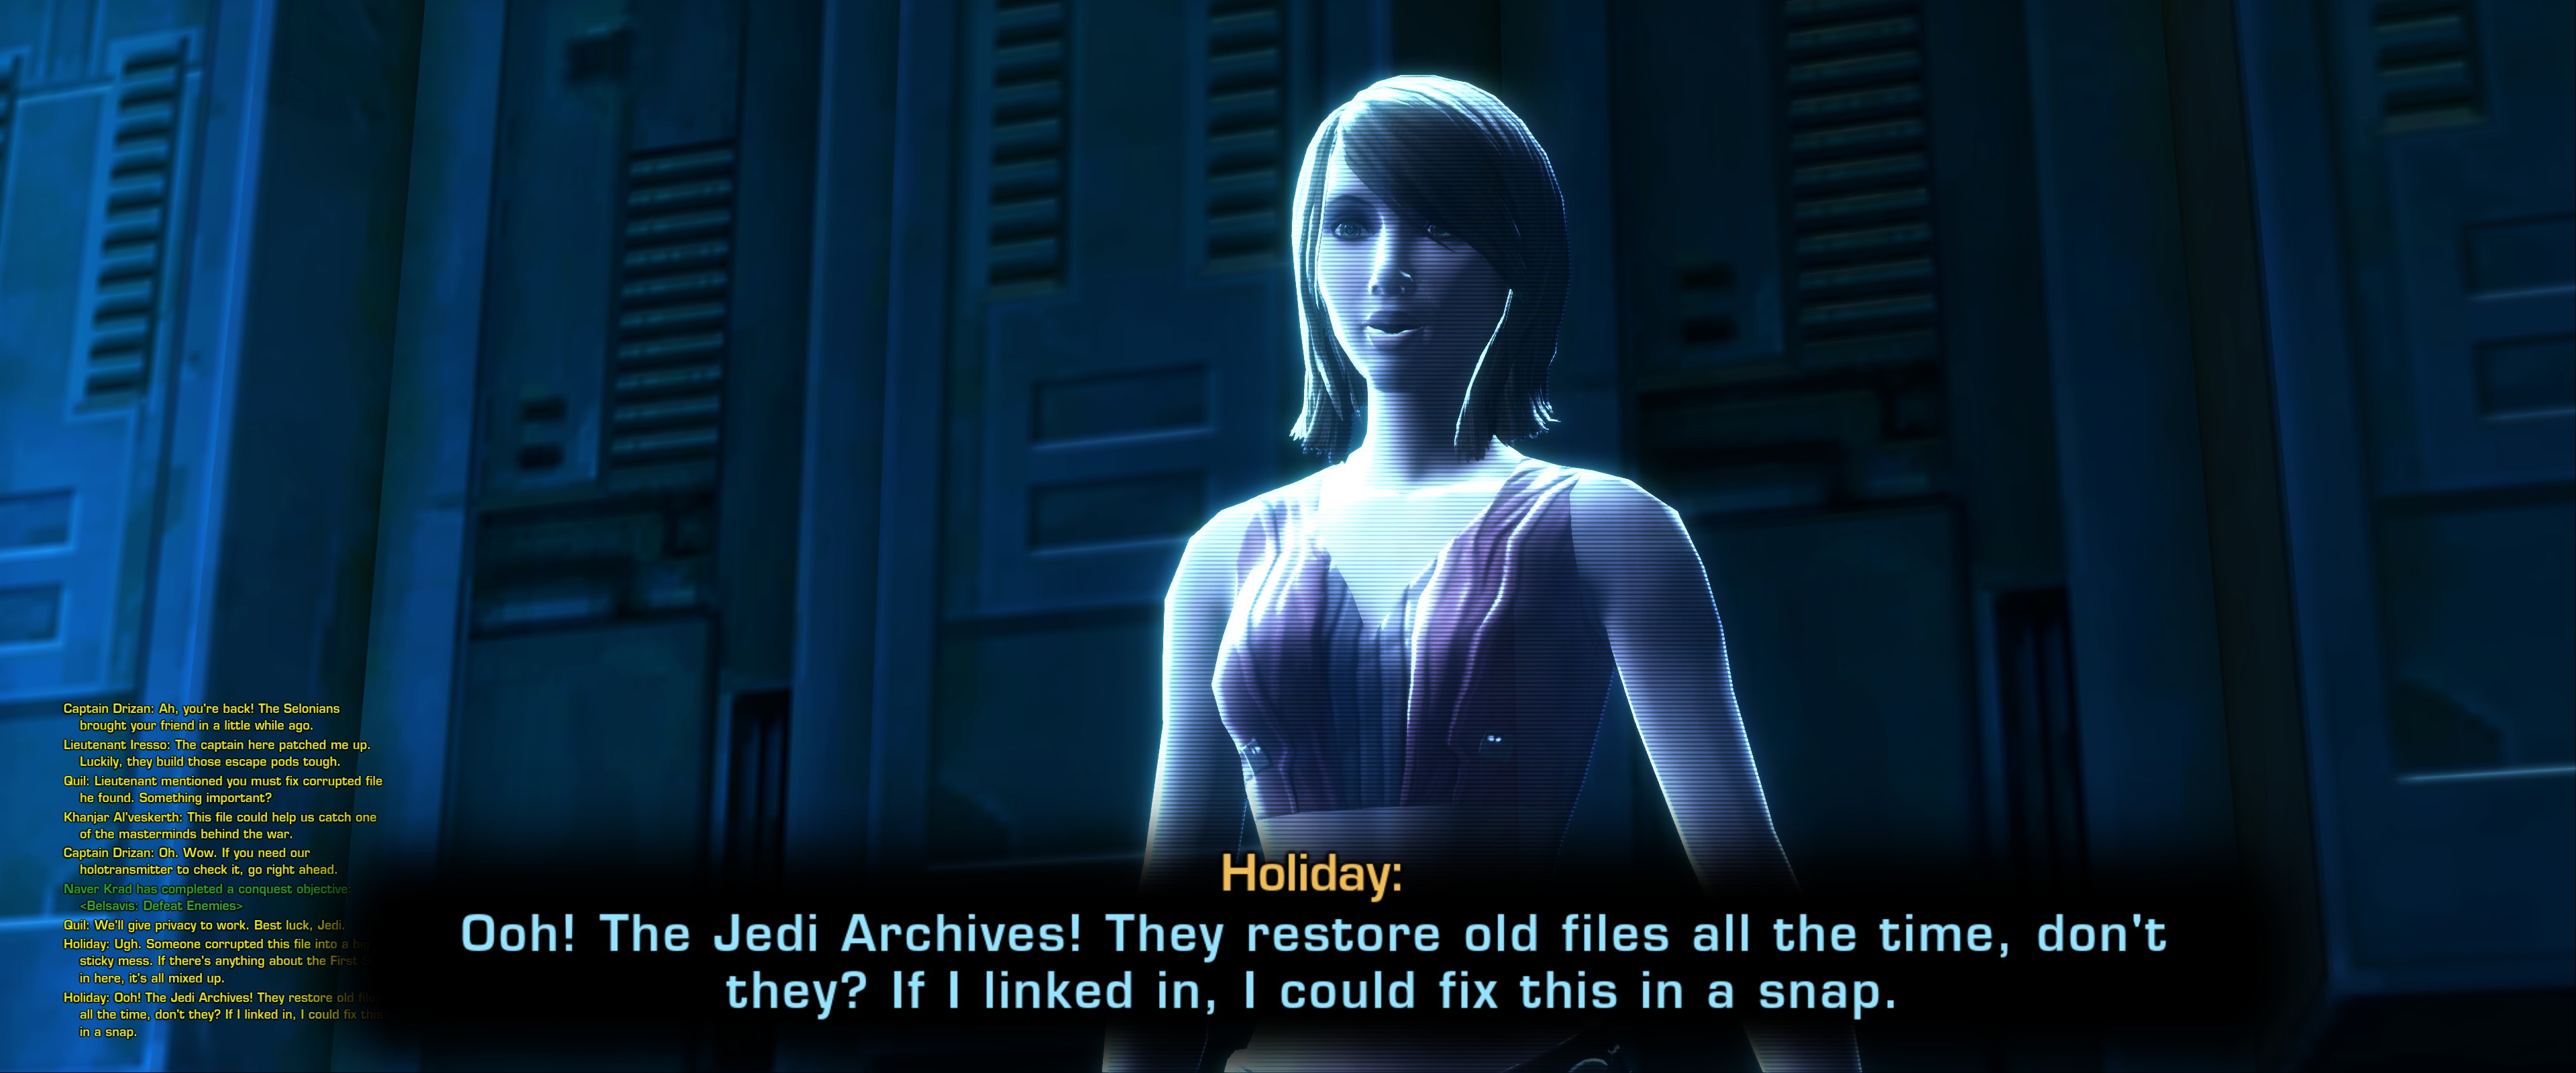 Captain Drizan: Ah, you're back! The Selonians
brought your friend in a little while ago.
Lieutenant Iresso: The captain here patched me up.
Luckily, they build those escape pods tough.
Quil: Lieutenant mentioned you must fix corrupted file
he found. Something important?
Khanjar Al'veskerth: This file could help us catch one
of the masterminds behind the war.
Captain Drizan: Oh. Wow. If you need our
holotransmitter to check it, go right ahead.
Naver Krad has completed a conquest objective:
<Belsavis: Defeat Enemies>
Quil: We'll give privacy to work. Best luck, Jedi.
Holiday: Ugh. Someone corrupted this file into a
sticky mess. If there's anything about the First
in here, it's all mixed up.
Holiday: Ooh! The Jedi Archives! They restore old
all the time, don't they? If I linked in, I could fix this
in a snap.
Holiday:
Ooh! The Jedi Archives! They restore old files all the time, don't
they? If I linked in, I could fix this in a snap.